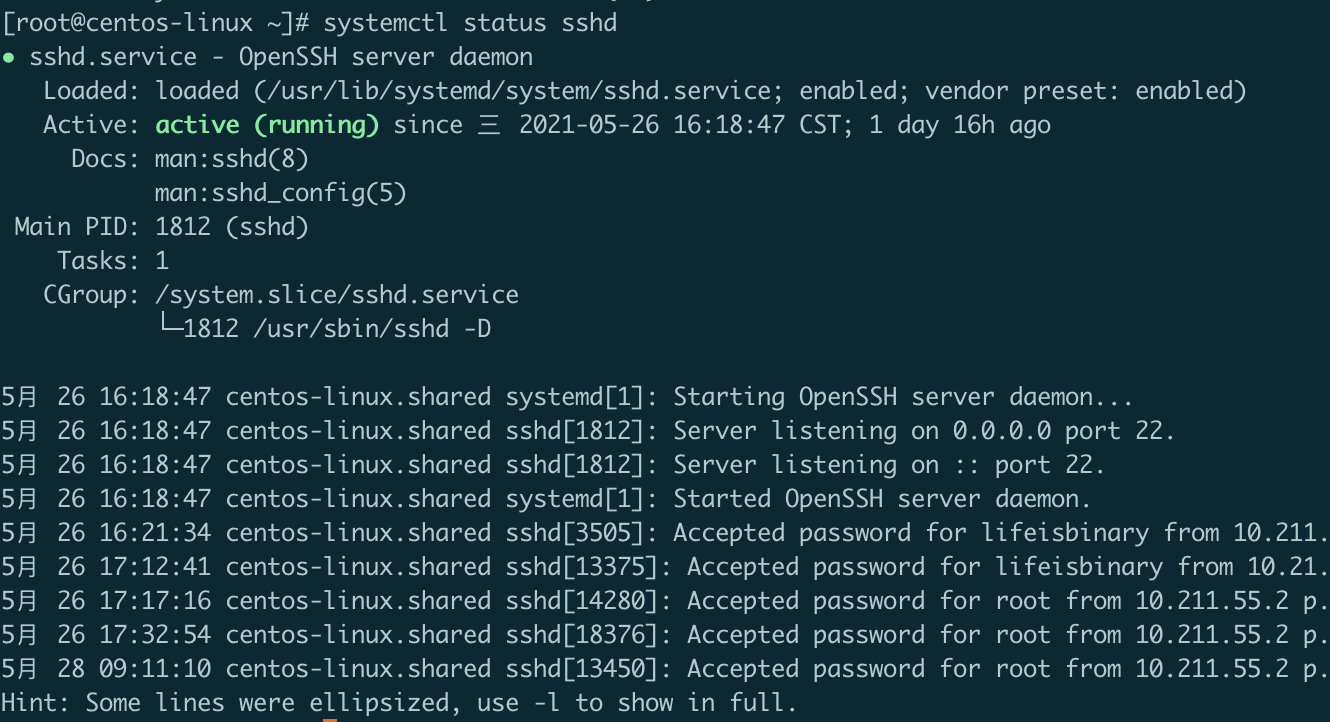 [root@centos-linux ~]# systemctl status sshd
● sshd.service - OpenSSH server daemon
   Loaded: loaded (/usr/lib/systemd/system/sshd.service; enabled; vendor preset: enabled)
   Active: active (running) since 三 2021-05-26 16:18:47 CST; 1 day 16h ago
     Docs: man:sshd(8)
           man:sshd_config(5)
 Main PID: 1812 (sshd)
    Tasks: 1
   CGroup: /system.slice/sshd.service
           └─1812 /usr/sbin/sshd -D
5月 26 16:18:47 centos-linux.shared systemd[1]: Starting OpenSSH server daemon...
5月 26 16:18:47 centos-linux.shared sshd[1812]: Server listening on 0.0.0.0 port 22.
5月 26 16:18:47 centos-linux.shared sshd[1812]: Server listening on :: port 22.
5月 26 16:18:47 centos-linux.shared systemd[1]: Started OpenSSH server daemon.
5月 26 16:21:34 centos-linux.shared sshd[3505]: Accepted password for lifeisbinary from 10.211.
5月 26 17:12:41 centos-linux.shared sshd[13375]: Accepted password for lifeisbinary from 10.21.
5月 26 17:17:16 centos-linux.shared sshd[14280]: Accepted password for root from 10.211.55.2 p.
5月 26 17:32:54 centos-linux.shared sshd[18376]: Accepted password for root from 10.211.55.2 p.
5月 28 09:11:10 centos-linux.shared sshd[13450]: Accepted password for root from 10.211.55.2 p.
Hint: Some lines were ellipsized, use -l to show in full.